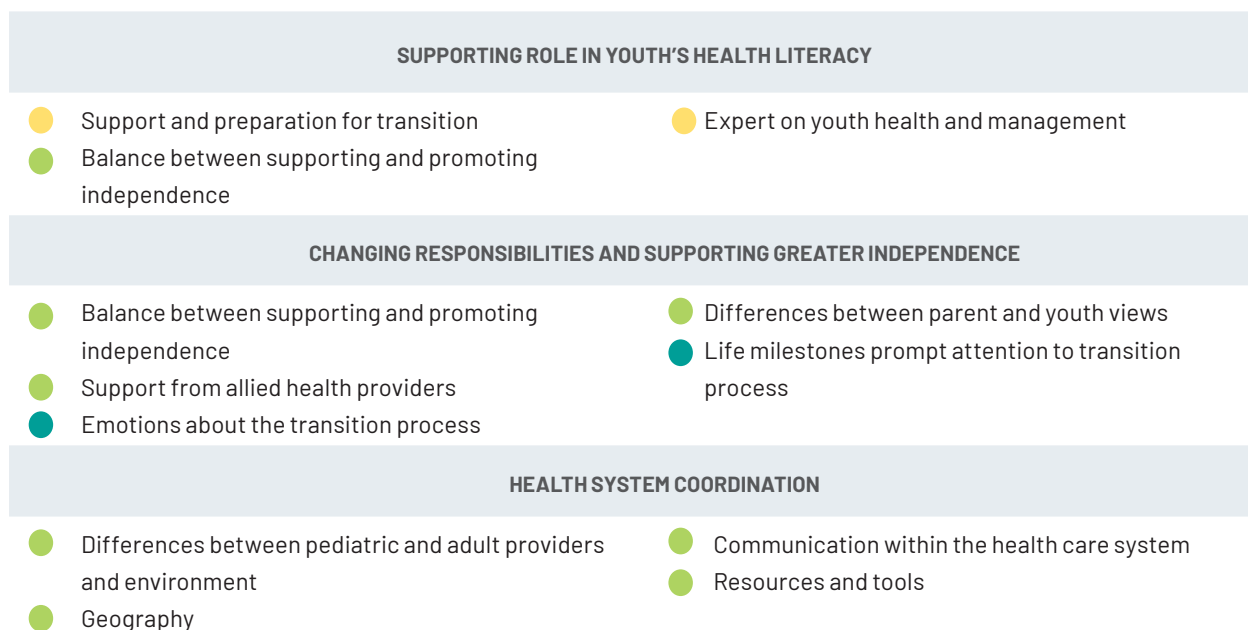 SUPPORTING ROLE IN YOUTH'S HEALTH LITERACY
Support and preparation for transition
Balance between supporting and promoting
independence
Expert on youth health and management
CHANGING RESPONSIBILITIES AND SUPPORTING GREATER INDEPENDENCE
Balance between supporting and promoting
independence
Support from allied health providers
Emotions about the transition process
Differences between parent and youth views
Life milestones prompt attention to transition
process
HEALTH SYSTEM COORDINATION
Differences between pediatric and adult providers
and environment
Geography
Communication within the health care system
Resources and tools